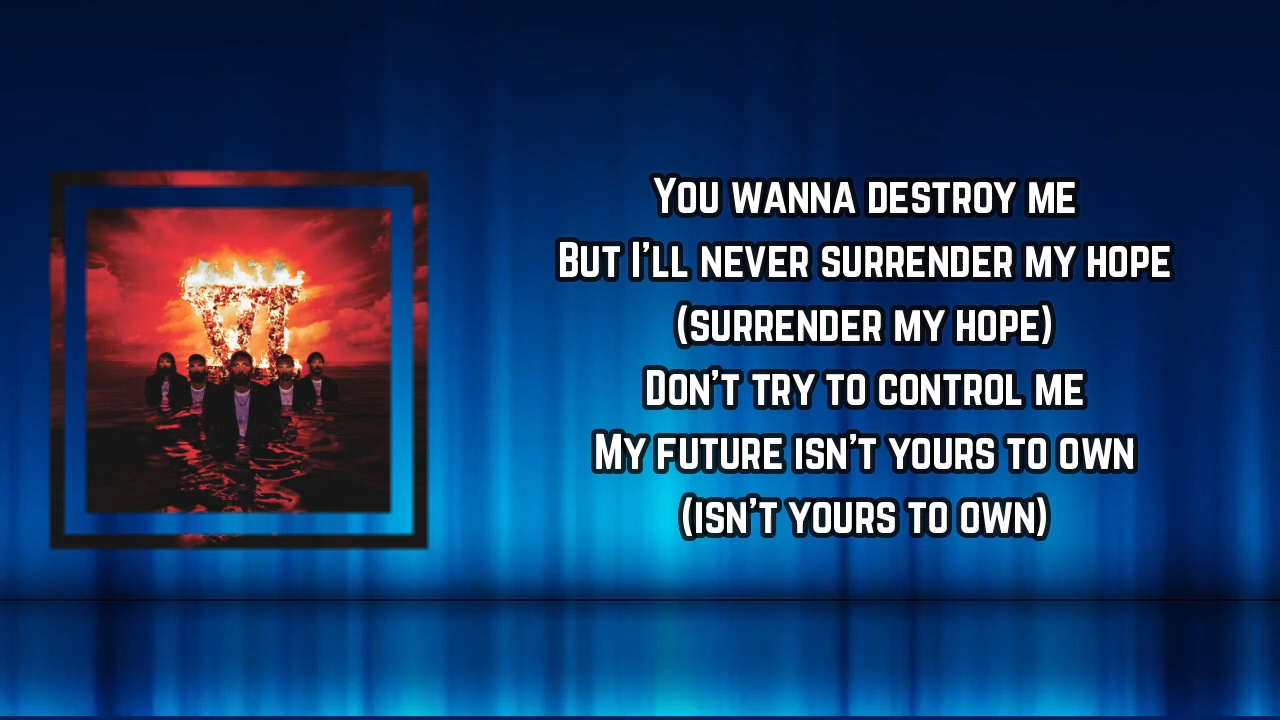 VI
You wanna destroy me
But I'll never surrender my hope
(surrender my hope)
Don't try to control me
My future isn't yours to own
(isn't yours to own)